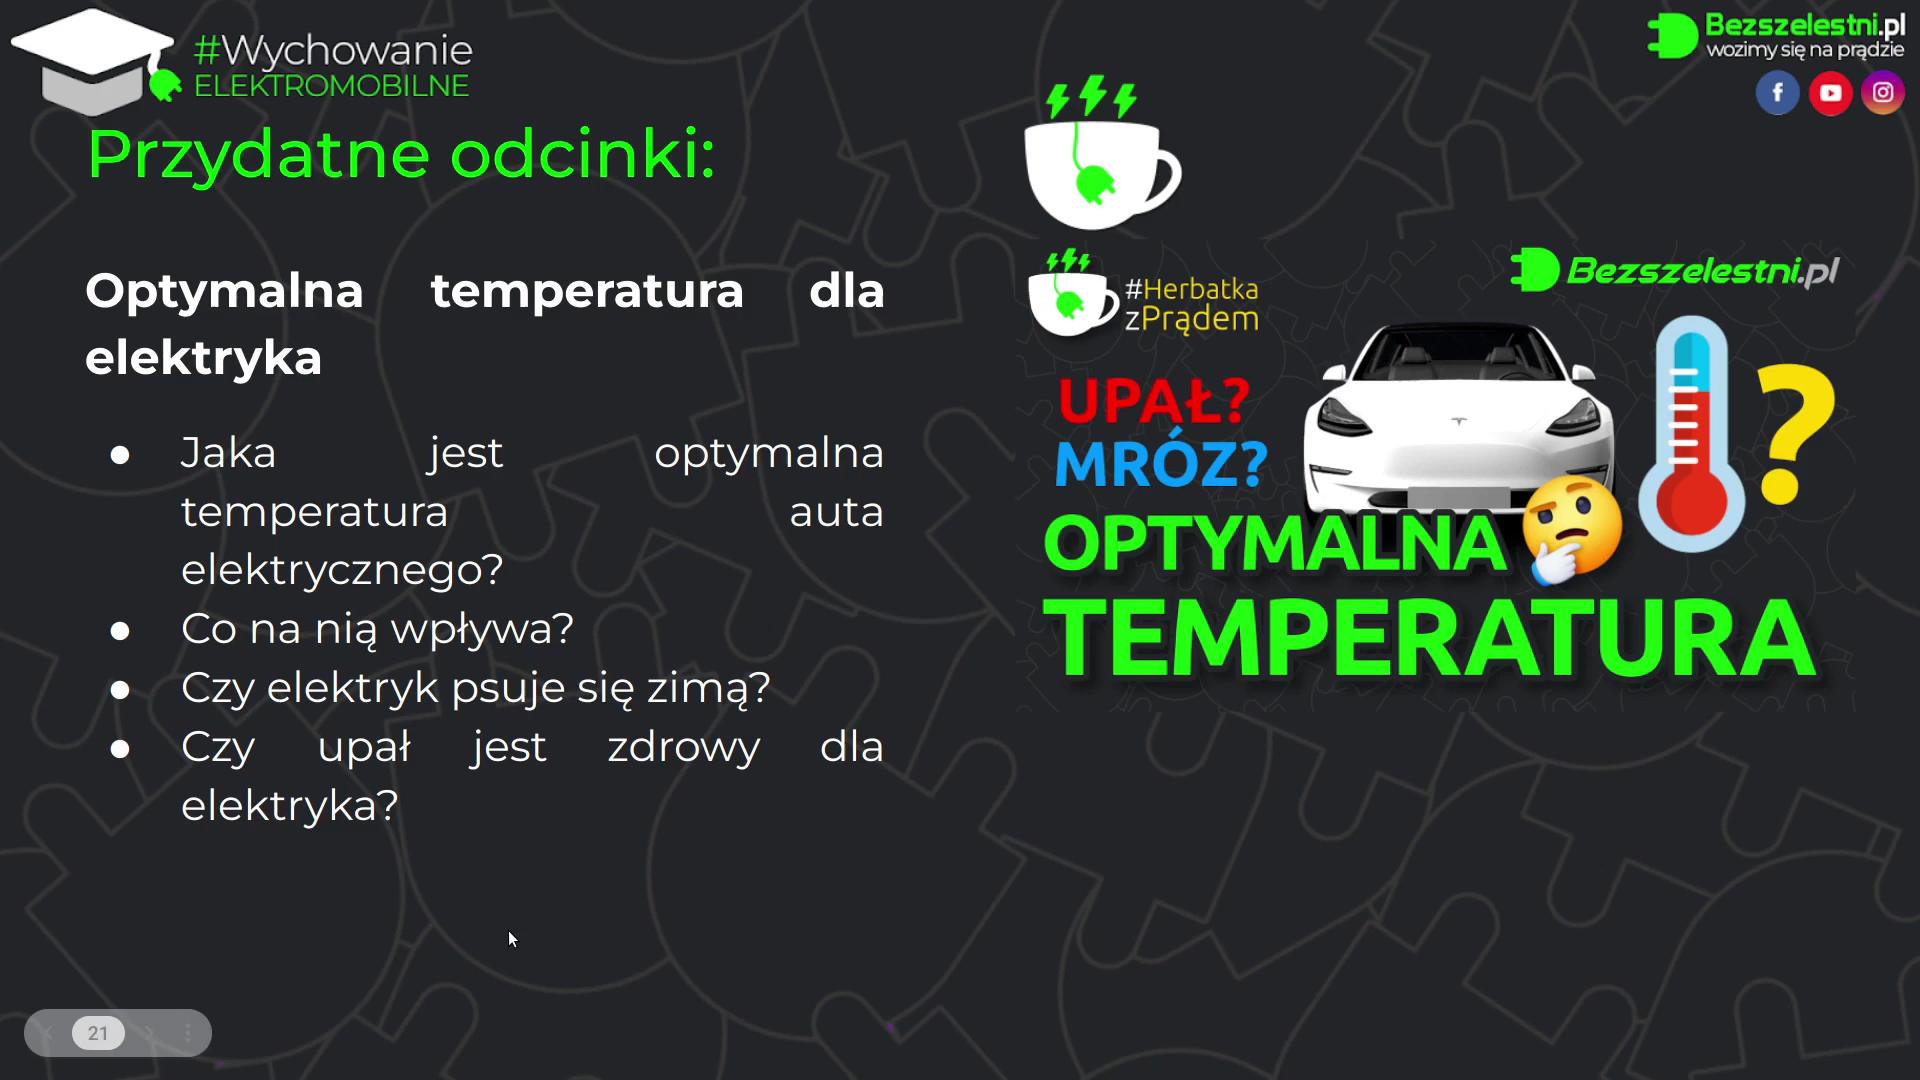 #Wychowanie
ELEKTROMOBILNE
Bezszelestni.pl
wozimy się na prądzie
Przydatne odcinki:
Optymalna temperatura dla
elektryka
● Jaka jest optymalna
temperatura auta
elektrycznego?
● Co na nią wpływa?
● Czy elektryk psuje się zimą?
● Czy upał jest zdrowy dla
elektryka?
#Herbatka
zPrądem
Bezszelestni.pl
UPAŁ?
MRÓZ?
?
OPTYMALNA
TEMPERATURA
21